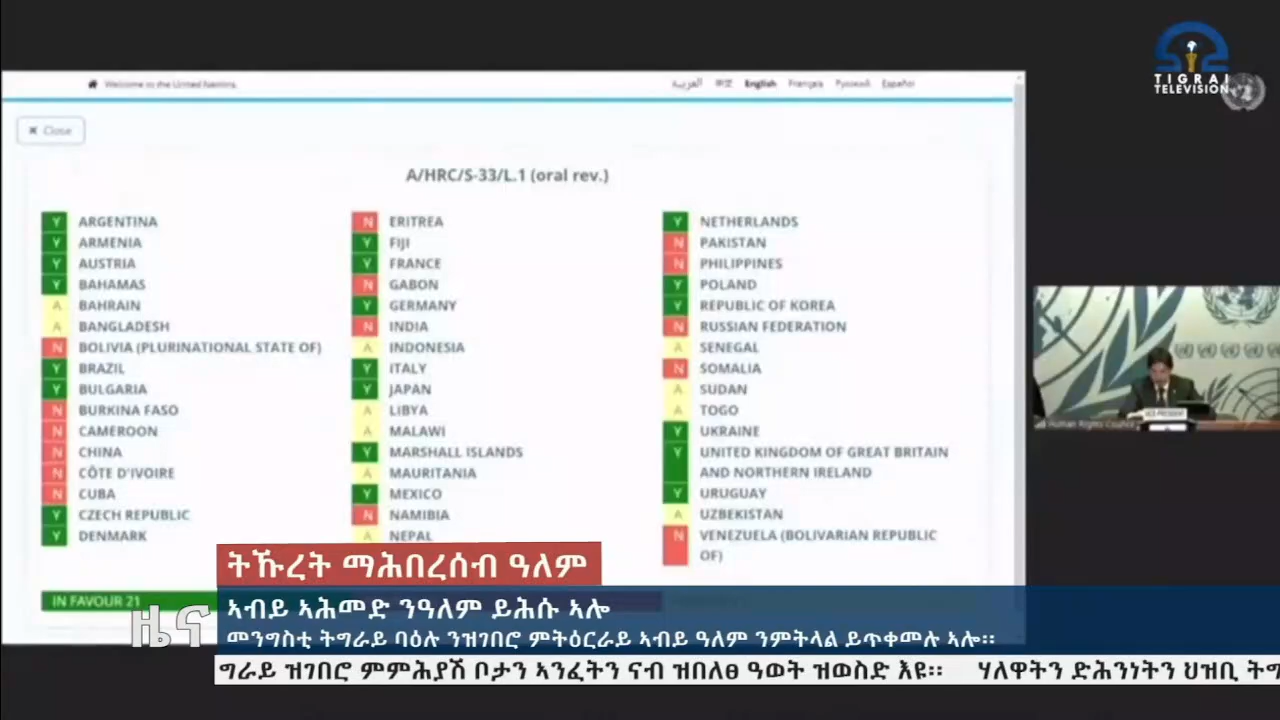 TIGRAI
TELEVISION
Welcome to the United Nations
العربية 中文 English Français Русский Español
Close
A/HRC/S-33/L.1 (oral rev.)
Y ARGENTINA
Y ARMENIA
Y AUSTRIA
Y BAHAMAS
A BAHRAIN
A BANGLADESH
N BOLIVIA (PLURINATIONAL STATE OF)
Y BRAZIL
Y BULGARIA
N BURKINA FASO
N CAMEROON
N CHINA
N CÔTE D'IVOIRE
N CUBA
Y CZECH REPUBLIC
Y DENMARK
N ERITREA
Y FIJI
Y FRANCE
N GABON
Y GERMANY
N INDIA
A INDONESIA
Y ITALY
Y JAPAN
A LIBYA
A MALAWI
Y MARSHALL ISLANDS
A MAURITANIA
Y MEXICO
N NAMIBIA
A NEPAL
Y NETHERLANDS
N PAKISTAN
N PHILIPPINES
Y POLAND
Y REPUBLIC OF KOREA
N RUSSIAN FEDERATION
A SENEGAL
N SOMALIA
A SUDAN
A TOGO
Y UKRAINE
Y UNITED KINGDOM OF GREAT BRITAIN
AND NORTHERN IRELAND
Y URUGUAY
A UZBEKISTAN
N VENEZUELA (BOLIVARIAN REPUBLIC
OF)
IN FAVOUR 21
VICE-PRESIDENT
Human Rights Council
ትዅረት ማሕበረሰብ ዓለም
ዜና
ኣብይ ኣሕመድ ንዓለም ይሕሱ ኣሎ
መንግስቲ ትግራይ ባዕሉ ንዝገበሮ ምትዕርራይ ኣብይ ዓለም ንምትላል ይጥቀመሉ ኣሎ።
ግራይ ዝገበሮ ምምሕያሽ ቦታን ኣንፈትን ናብ ዝበለፀ ዓወት ዝወስድ እዩ። ሃለዋትን ድሕንነትን ህዝቢ ትግ